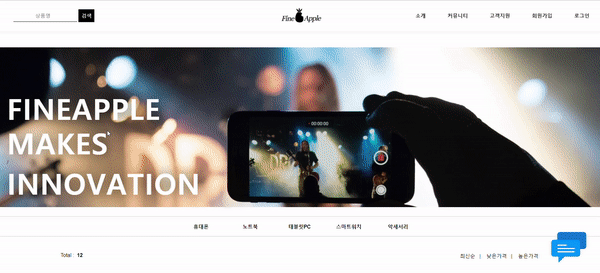 상품명 검색
Fine Apple
소개 커뮤니티 고객지원 회원가입 로그인
FINEAPPLE
MAKES
INNOVATION
00:00:00
휴대폰 노트북 태블릿PC 스마트워치 악세서리
Total : 12
최신순 | 낮은가격 | 높은가격